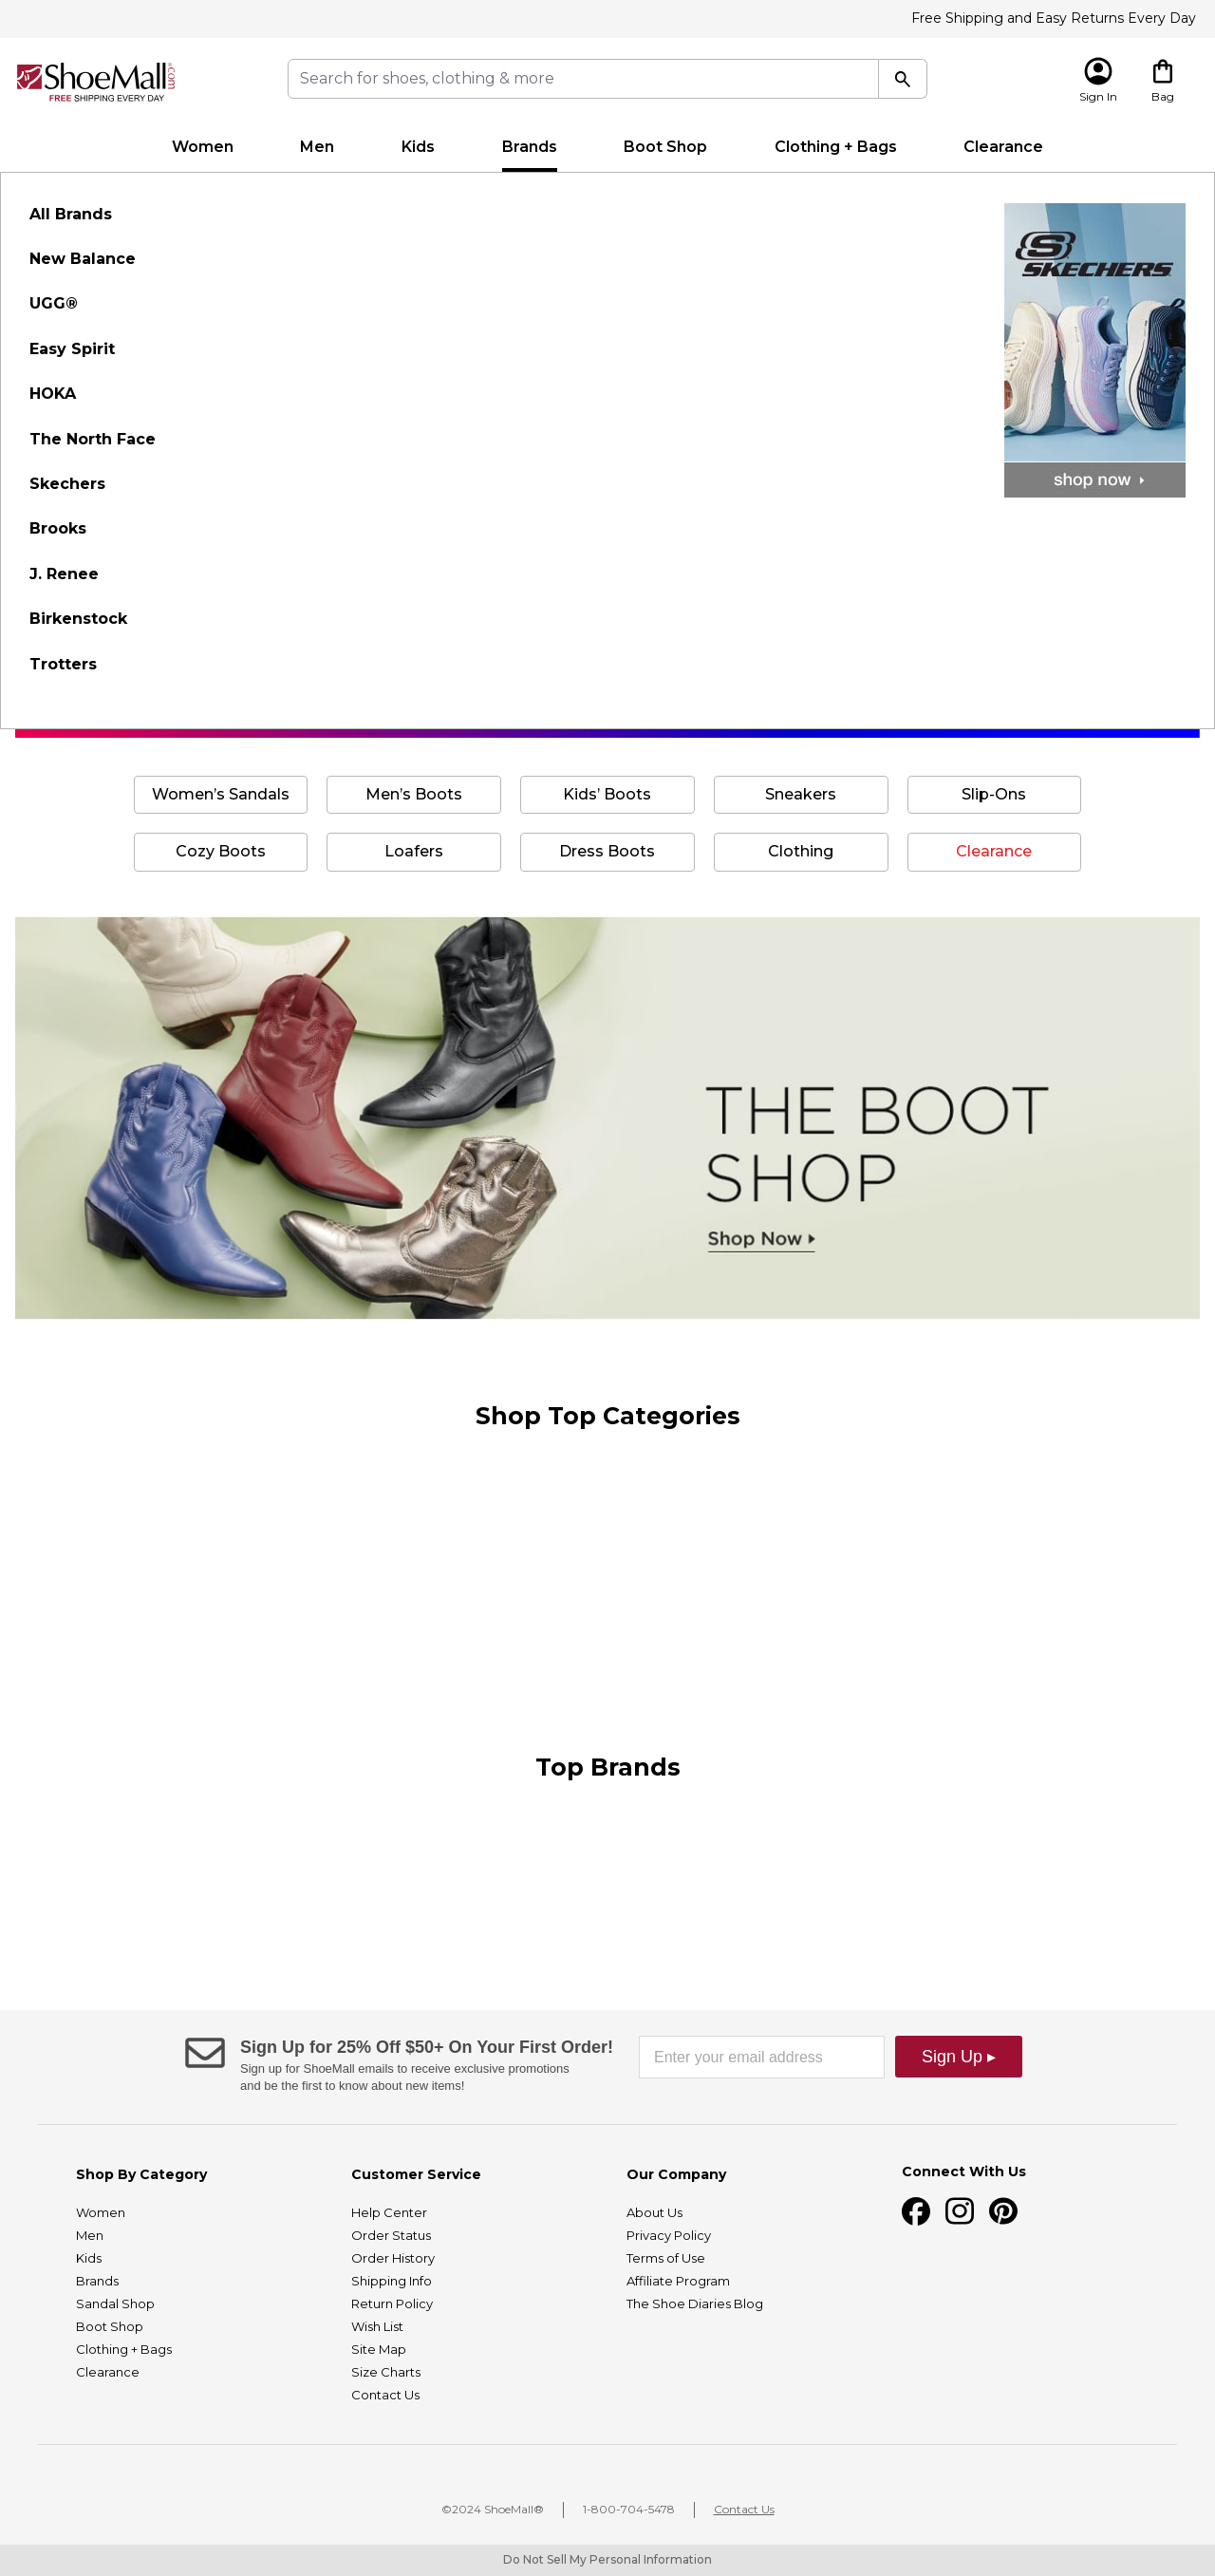 Free Shipping and Easy Returns Every Day
ShoeMall.com
FREE SHIPPING EVERY DAY
Search for shoes, clothing & more
Sign In
Bag
Women
Men
Kids
Brands
Boot Shop
Clothing + Bags
Clearance
All Brands
New Balance
UGG®
Easy Spirit
HOKA
The North Face
Skechers
Brooks
J. Renee
Birkenstock
Trotters
SKECHERS
shop now
Women's Sandals
Men's Boots
Kids' Boots
Sneakers
Slip-Ons
Cozy Boots
Loafers
Dress Boots
Clothing
Clearance
THE BOOT
SHOP
Shop Now
Shop Top Categories
Top Brands
Sign Up for 25% Off $50+ On Your First Order!
Sign up for ShoeMall emails to receive exclusive promotions
and be the first to know about new items!
Enter your email address
Sign Up ▸
Shop By Category
Women
Men
Kids
Brands
Sandal Shop
Boot Shop
Clothing + Bags
Clearance
Customer Service
Help Center
Order Status
Order History
Shipping Info
Return Policy
Wish List
Site Map
Size Charts
Contact Us
Our Company
About Us
Privacy Policy
Terms of Use
Affiliate Program
The Shoe Diaries Blog
Connect With Us
©2024 ShoeMall®
1-800-704-5478
Contact Us
Do Not Sell My Personal Information